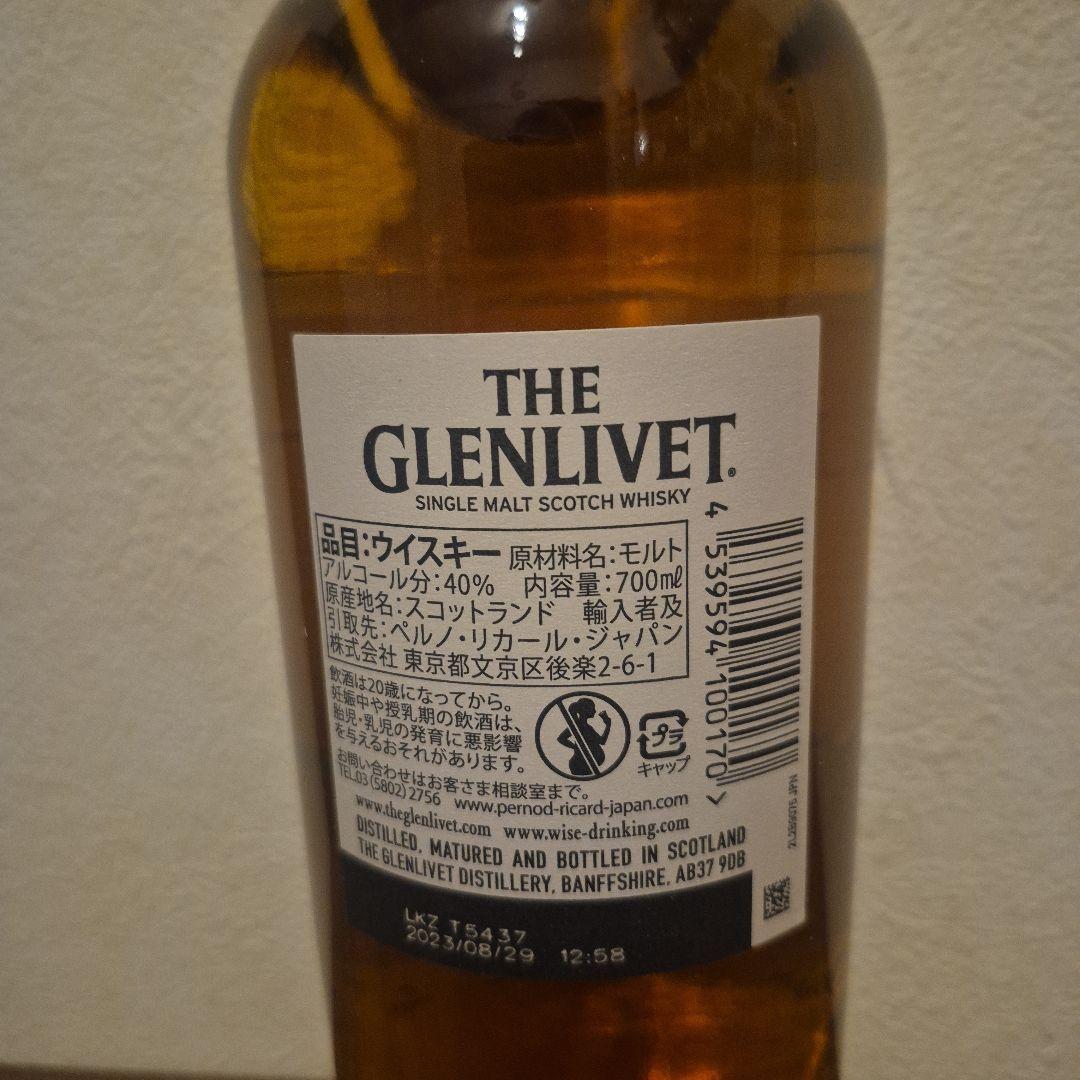 THE
GLENLIVET®
SINGLE MALT SCOTCH WHISKY
品目:ウイスキー 原材料名:モルト
アルコール分:40% 内容量:700mℓ
原産地名:スコットランド 輸入者及
引取先:ペルノ・リカール・ジャパン
株式会社 東京都文京区後楽2-6-1
飲酒は20歳になってから。
妊娠中や授乳期の飲酒は、
胎児・乳児の発育に悪影響
を与えるおそれがあります。
プラ
キャップ
お問い合わせはお客さま相談室まで。
TEL.03(5802)2756 www.pernod-ricard-japan.com
www.theglenlivet.com www.wise-drinking.com
DISTILLED, MATURED AND BOTTLED IN SCOTLAND
THE GLENLIVET DISTILLERY, BANFFSHIRE, AB37 9DB
4 539594 100170 >
LKZ T5437
2023/08/29 12:58